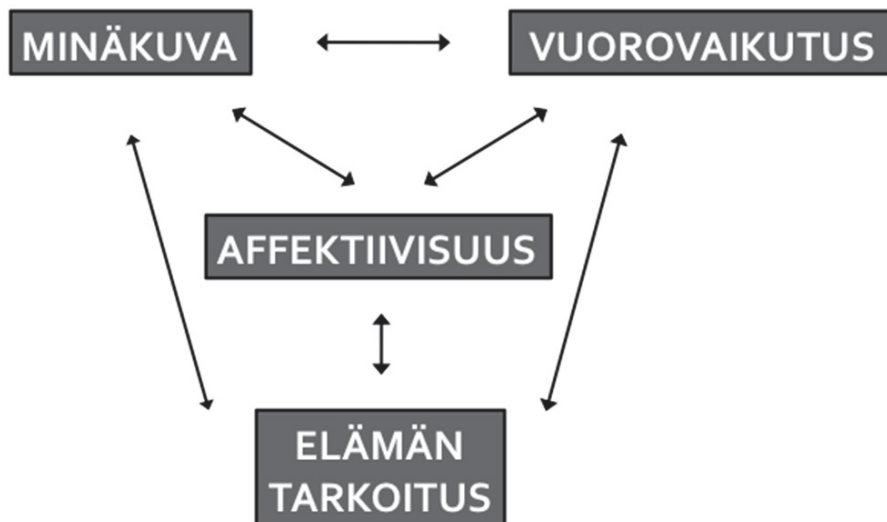 MINÄKUVA
VUOROVAIKUTUS
AFFEKTIIVISUUS
ELÄMÄN
TARKOITUS